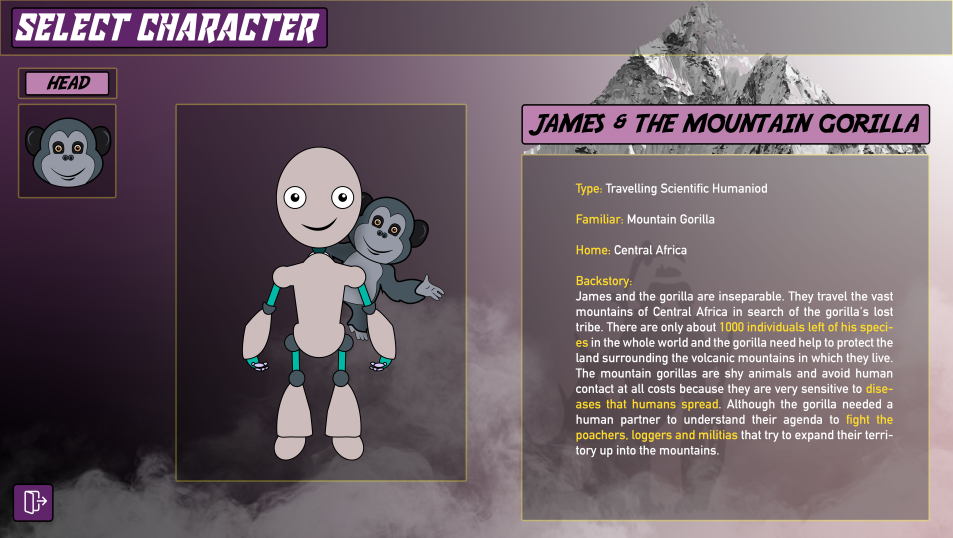 SELECT CHARACTER
HEAD
JAMES & THE MOUNTAIN GORILLA
Type: Travelling Scientific Humaniod
Familiar: Mountain Gorilla
Home: Central Africa
Backstory:
James and the gorilla are inseparable. They travel the vast
mountains of Central Africa in search of the gorilla's lost
tribe. There are only about 1000 individuals left of his speci-
es in the whole world and the gorilla need help to protect the
land surrounding the volcanic mountains in which they live.
The mountain gorillas are shy animals and avoid human
contact at all costs because they are very sensitive to dise-
ases that humans spread. Although the gorilla needed a
human partner to understand their agenda to fight the
poachers, loggers and militias that try to expand their terri-
tory up into the mountains.